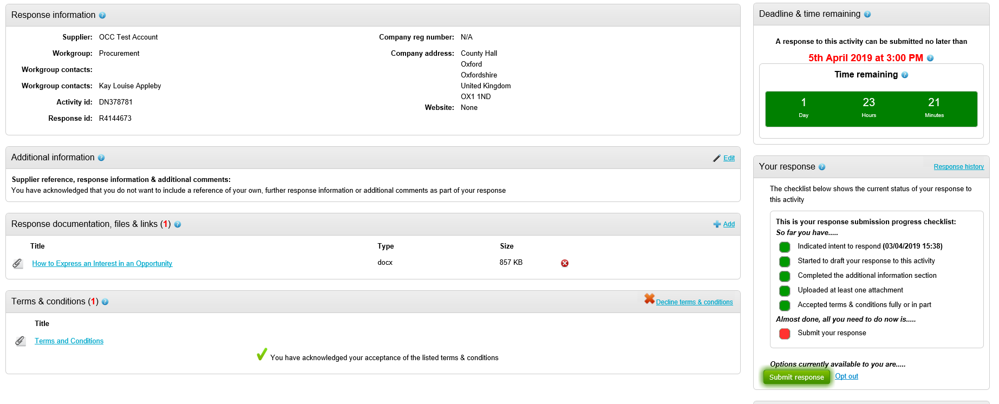 Response information
Supplier: OCC Test Account
Workgroup: Procurement
Workgroup contacts:
Workgroup contacts: Kay Louise Appleby
Activity id: DN378781
Response id: R4144673
Company reg number: N/A
Company address: County Hall
Oxford
Oxfordshire
United Kingdom
OX1 1ND
Website: None
Additional information
Edit
Supplier reference, response information & additional comments:
You have acknowledged that you do not want to include a reference of your own, further response information or additional comments as part of your response
Response documentation, files & links (1)
Add
Title Type Size
How to Express an Interest in an Opportunity docx 857 KB
Terms & conditions (1)
Decline terms & conditions
Title
Terms and Conditions
You have acknowledged your acceptance of the listed terms & conditions
Deadline & time remaining
A response to this activity can be submitted no later than
5th April 2019 at 3:00 PM
Time remaining
1 23 21
Day Hours Minutes
Your response
Response history
The checklist below shows the current status of your response to
this activity
This is your response submission progress checklist:
So far you have.....
Indicated intent to respond (03/04/2019 15:38)
Started to draft your response to this activity
Completed the additional information section
Uploaded at least one attachment
Accepted terms & conditions fully or in part
Almost done, all you need to do now is.....
Submit your response
Options currently available to you are.....
Submit response Opt out